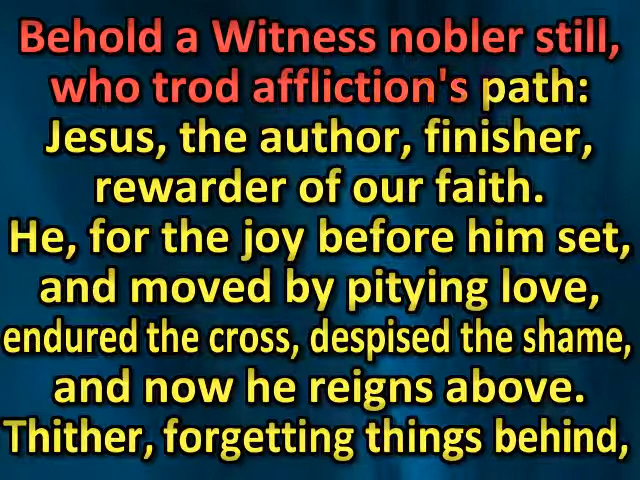 Behold a Witness nobler still,
who trod affliction's path:
Jesus, the author, finisher,
rewarder of our faith.
He, for the joy before him set,
and moved by pitying love,
endured the cross, despised the shame,
and now he reigns above.
Thither, forgetting things behind,